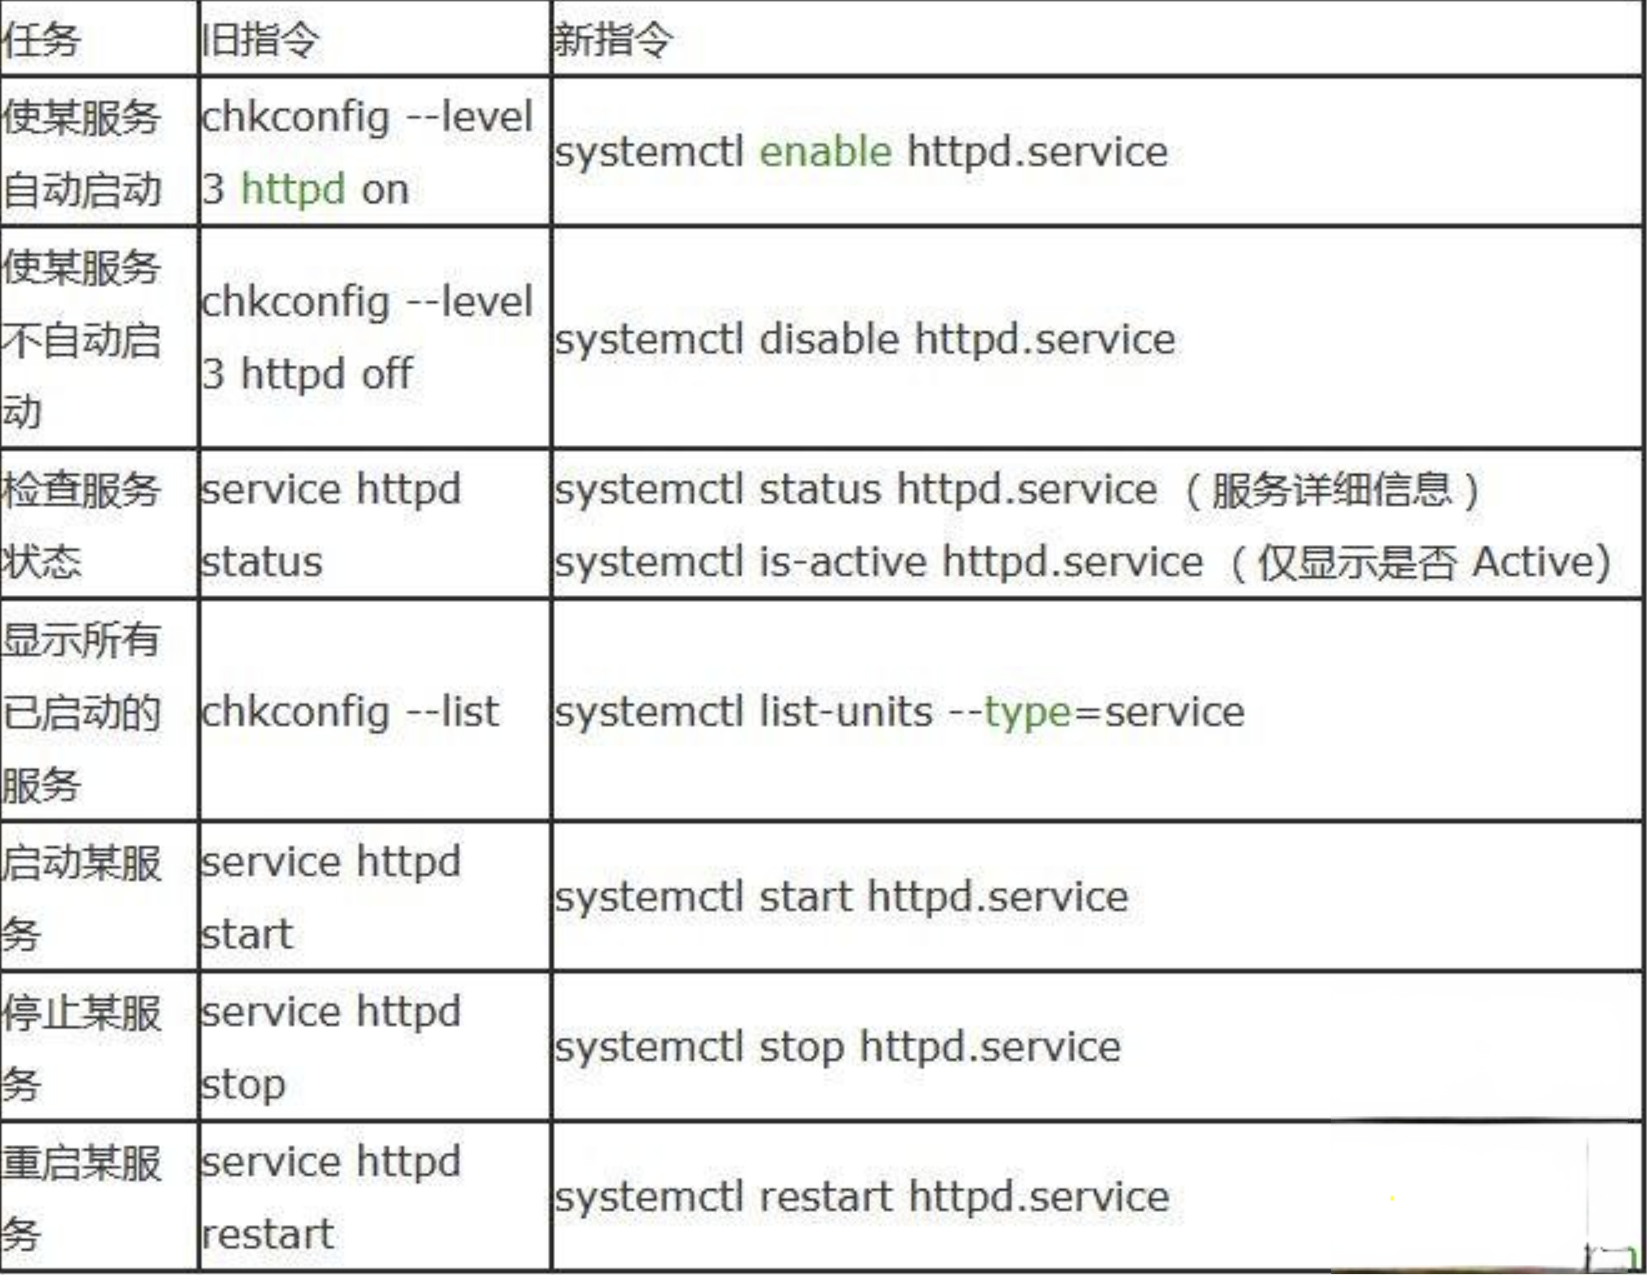 任务
旧指令
新指令
使某服务
自动启动
chkconfig --level
3 httpd on
systemctl enable httpd.service
使某服务
不自动启
动
chkconfig --level
3 httpd off
systemctl disable httpd.service
检查服务
状态
service httpd
status
systemctl status httpd.service （服务详细信息）
systemctl is-active httpd.service （仅显示是否 Active)
显示所有
已启动的
服务
chkconfig --list
systemctl list-units --type=service
启动某服
务
service httpd
start
systemctl start httpd.service
停止某服
务
service httpd
stop
systemctl stop httpd.service
重启某服
务
service httpd
restart
systemctl restart httpd.service